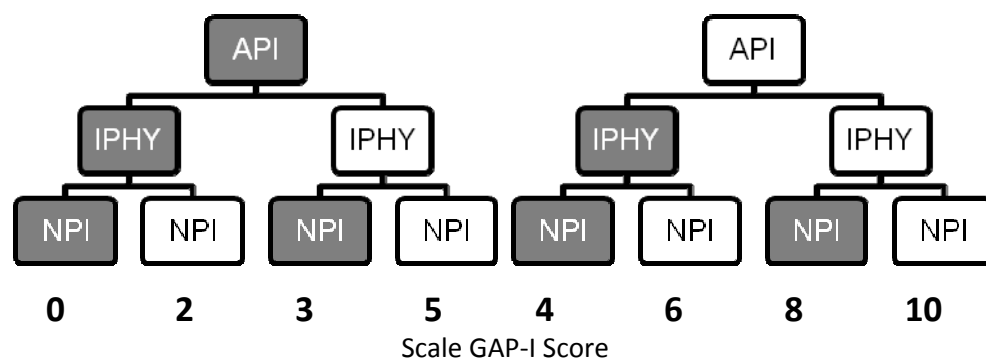 API API
IPHY IPHY IPHY IPHY
NPI NPI NPI NPI NPI NPI NPI NPI
0 2 3 5 4 6 8 10
Scale GAP-I Score